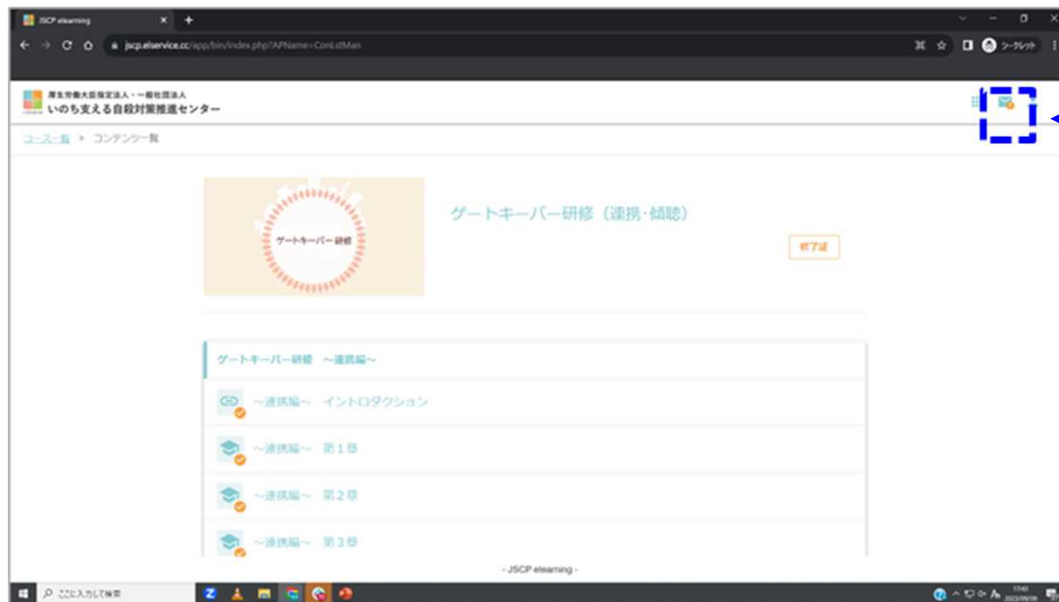 JSCP elearning
jscp.elservice.cc/app/biry/index.php?APName=ConLstMan
シークレット
厚生労働大臣指定法人・一般社団法人
いのち支える自殺対策推進センター
コース一覧 > コンテンツ一覧
ゲートキーパー研修
ゲートキーパー研修（連携・傾聴）
修了証
ゲートキーパー研修 ～連携編～
～連携編～ イントロダクション
～連携編～ 第1章
～連携編～ 第2章
～連携編～ 第3章
- JSCP elearning -
ここに入力して検索
17:43
2023/09/28